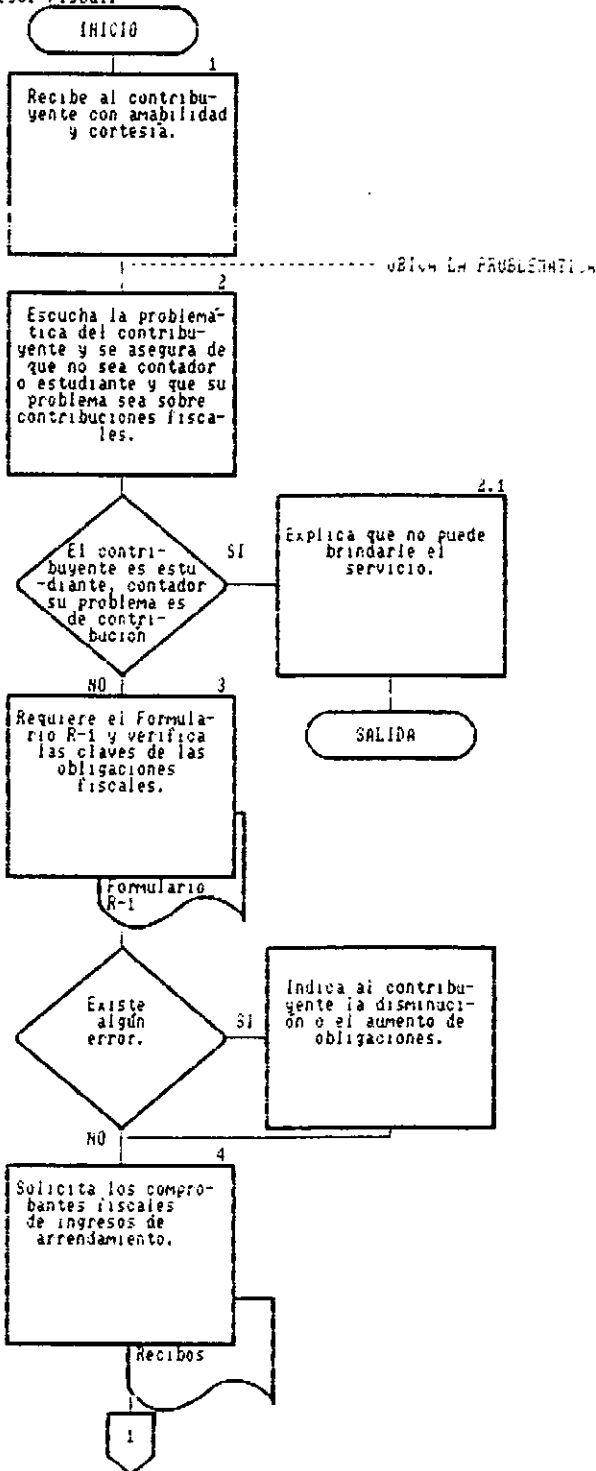 INICIO
1
Recibe al contribu-
yente con amabilidad
y cortesía.
2
Escucha la problemá-
tica del contribu-
yente y se asegura de
que no sea contador
o estudiante y que su
problema sea sobre
contribuciones fisca-
les.
El contri-
buyente es estu
-diante, contador
su problema es
de contri-
bución
SI
2.1
Explica que no puede
brindarle el
servicio.
SALIDA
NO
3
Requiere el Formula-
rio R-1 y verifica
las claves de las
obligaciones
fiscales.
Formulario
R-1
Existe
algún
error.
SI
Indica al contribu-
yente la disminuci-
ón o el aumento de
obligaciones.
NO
4
Solicita los compro-
bantes fiscales
de ingresos de
arrendamiento.
Recibos
1